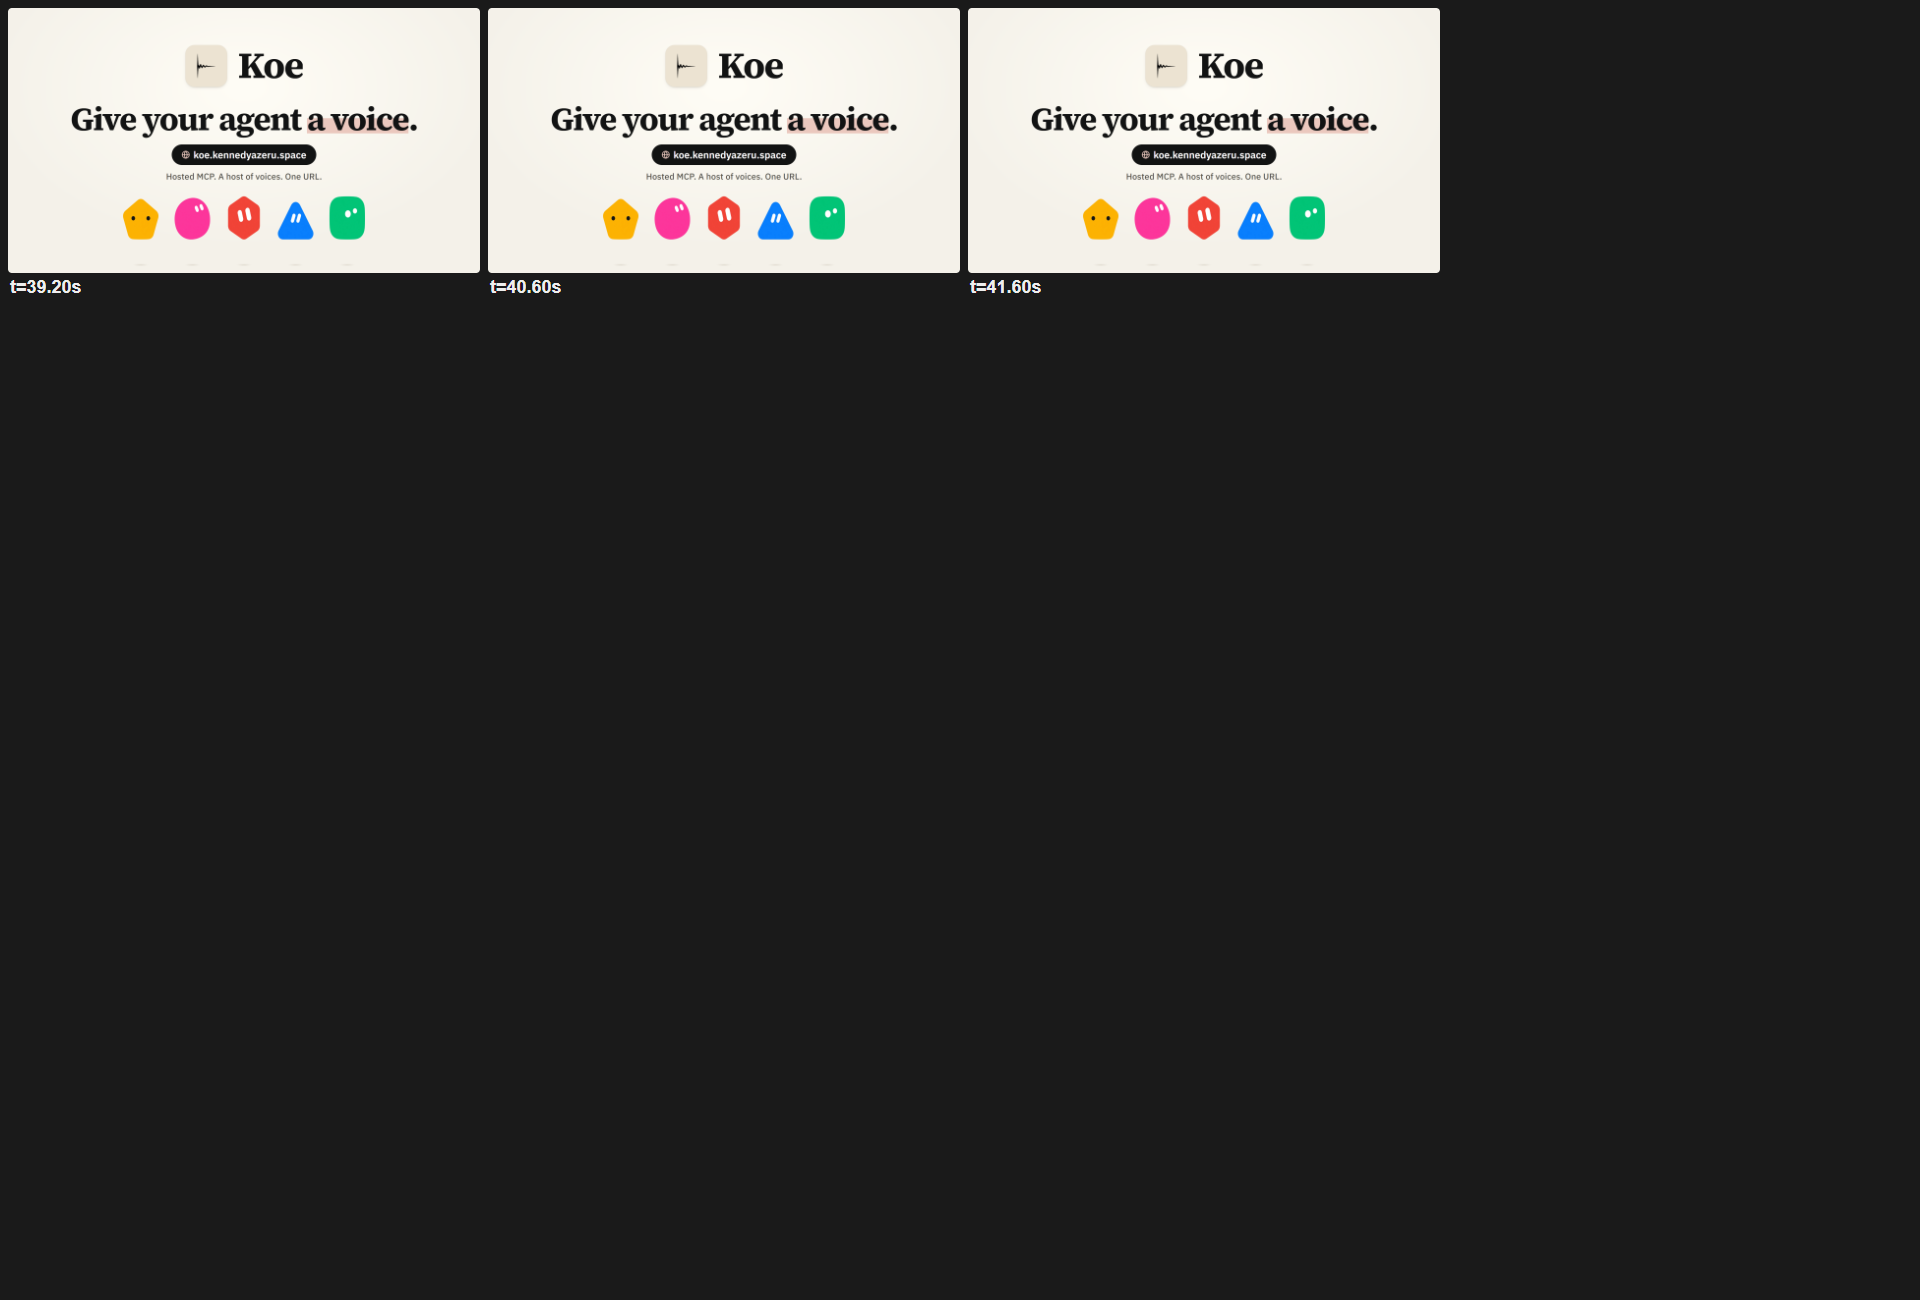 Koe
Give your agent a voice.
koe.kennedyazeru.space
Hosted MCP. A host of voices. One URL.
t=39.20s
Koe
Give your agent a voice.
koe.kennedyazeru.space
Hosted MCP. A host of voices. One URL.
t=40.60s
Koe
Give your agent a voice.
koe.kennedyazeru.space
Hosted MCP. A host of voices. One URL.
t=41.60s